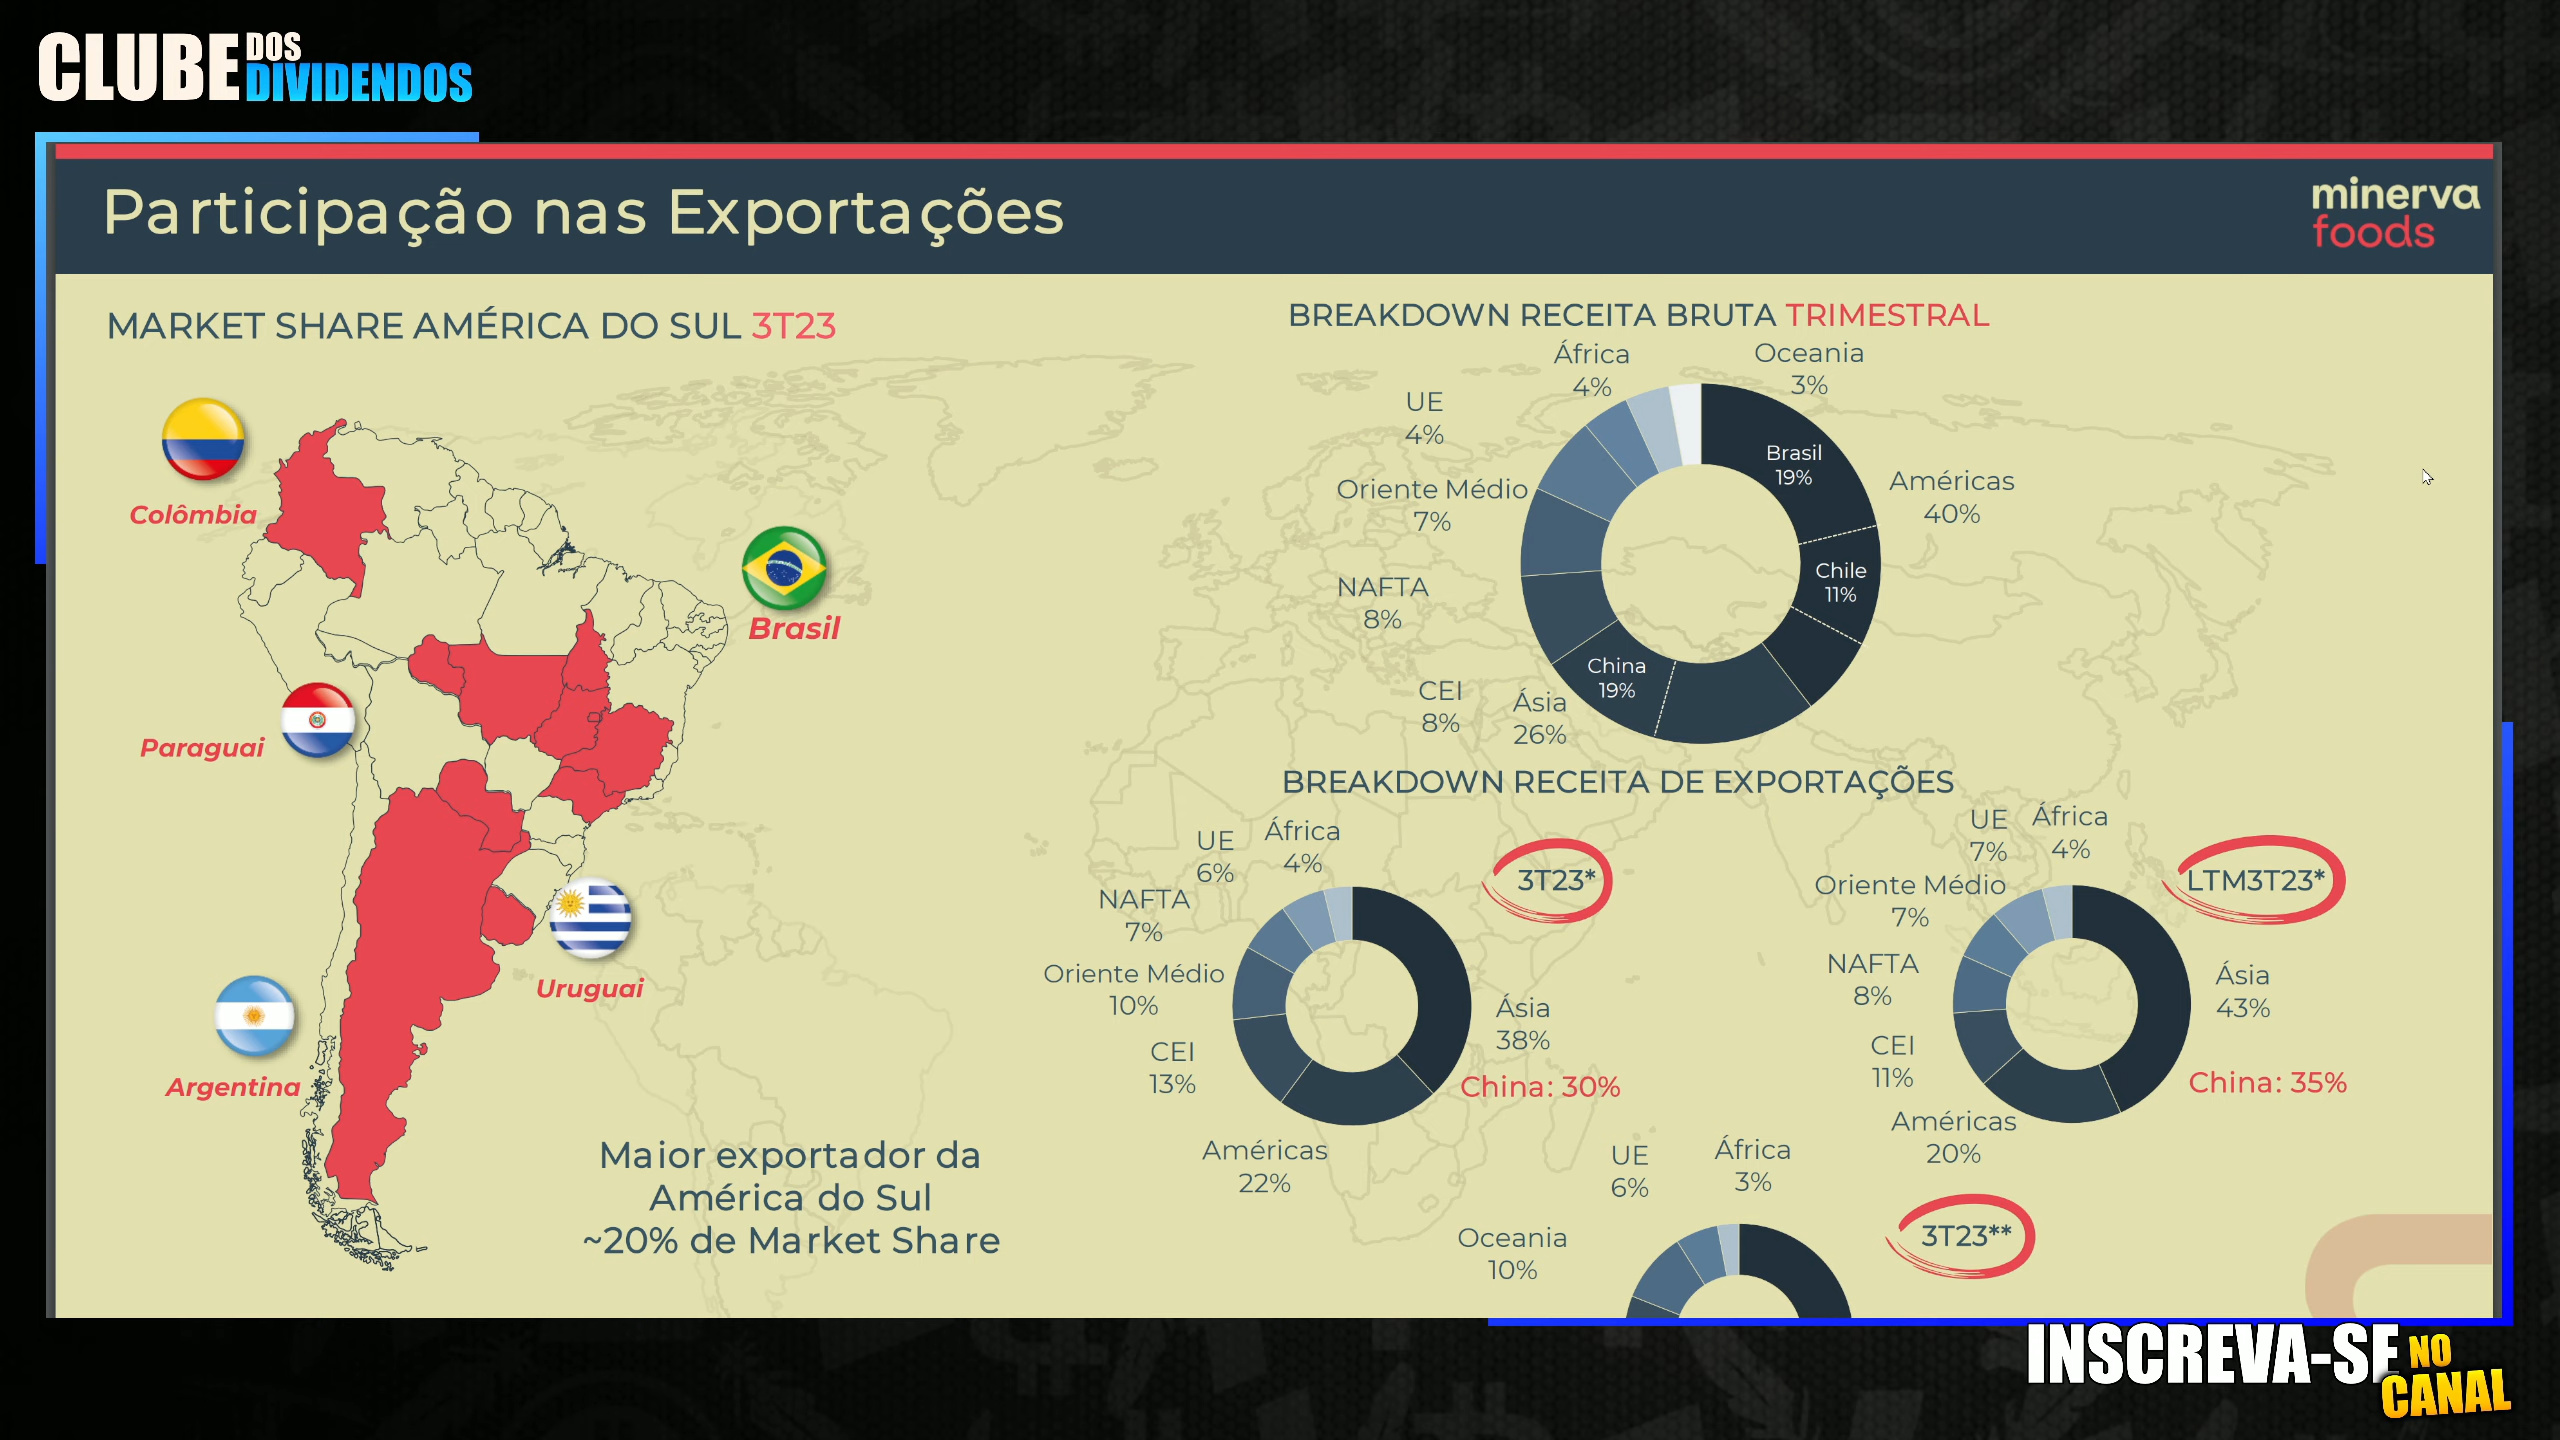 CLUBE DOS DIVIDENDOS
Participação nas Exportações
minerva
foods
MARKET SHARE AMÉRICA DO SUL 3T23
Colômbia
Brasil
Paraguai
Uruguai
Argentina
Maior exportador da
América do Sul
~20% de Market Share
BREAKDOWN RECEITA BRUTA TRIMESTRAL
África
4%
Oceania
3%
UE
4%
Brasil
19%
Américas
40%
Oriente Médio
7%
Chile
11%
NAFTA
8%
China
19%
CEI
8%
Ásia
26%
BREAKDOWN RECEITA DE EXPORTAÇÕES
UE
6%
África
4%
3T23*
NAFTA
7%
Oriente Médio
10%
Ásia
38%
CEI
13%
China: 30%
Américas
22%
UE
7%
África
4%
LTM3T23*
Oriente Médio
7%
NAFTA
8%
Ásia
43%
CEI
11%
China: 35%
Américas
20%
UE
6%
África
3%
3T23**
Oceania
10%
INSCREVA-SE NO
CANAL